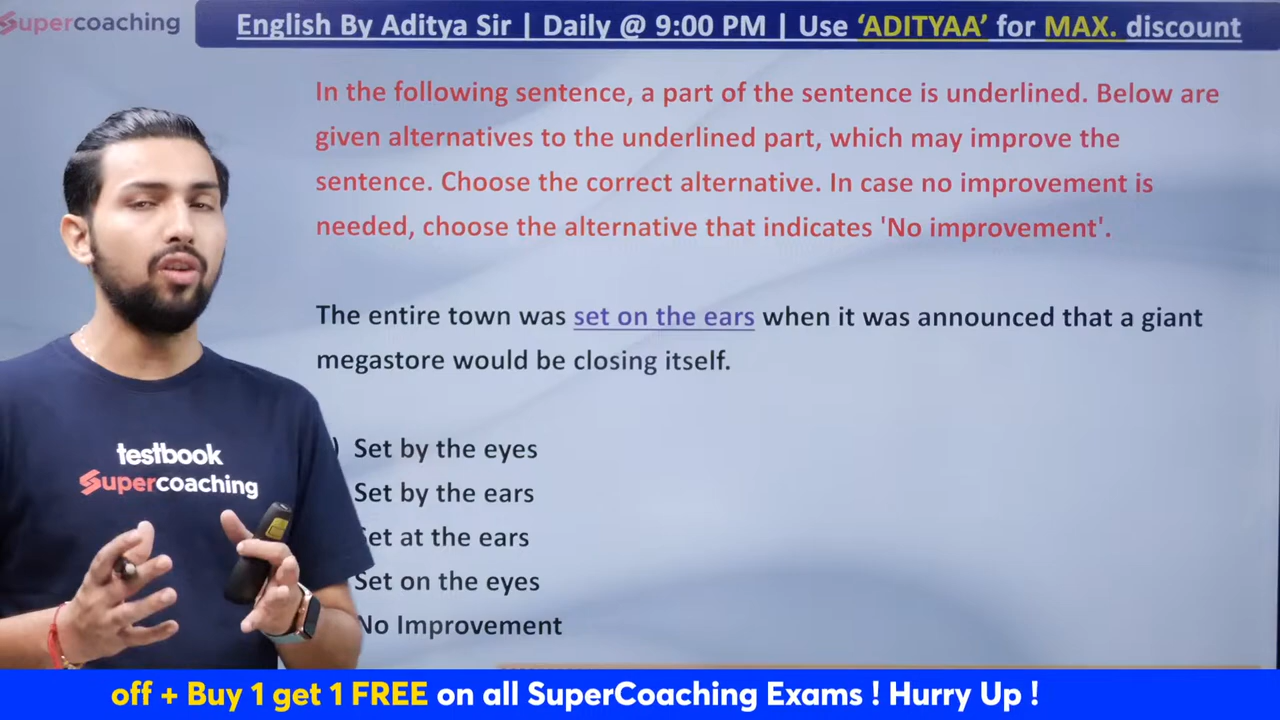 Supercoaching
English By Aditya Sir | Daily @ 9:00 PM | Use ‘ADITYAA’ for MAX. discount
In the following sentence, a part of the sentence is underlined. Below are
given alternatives to the underlined part, which may improve the
sentence. Choose the correct alternative. In case no improvement is
needed, choose the alternative that indicates 'No improvement'.
The entire town was set on the ears when it was announced that a giant
megastore would be closing itself.
) Set by the eyes
Set by the ears
Set at the ears
Set on the eyes
No Improvement
testbook
Supercoaching
off + Buy 1 get 1 FREE on all SuperCoaching Exams ! Hurry Up !